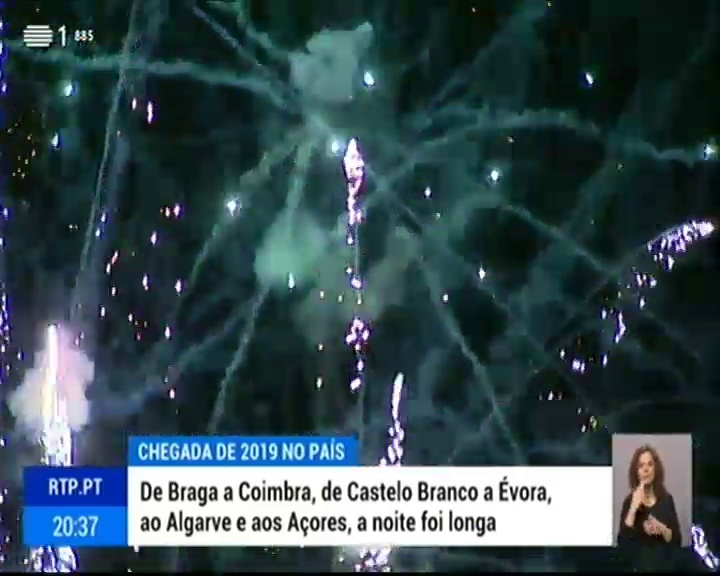 1 885
CHEGADA DE 2019 NO PAÍS
RTP.PT
De Braga a Coimbra, de Castelo Branco a Évora,
20:37
ao Algarve e aos Açores, a noite foi longa